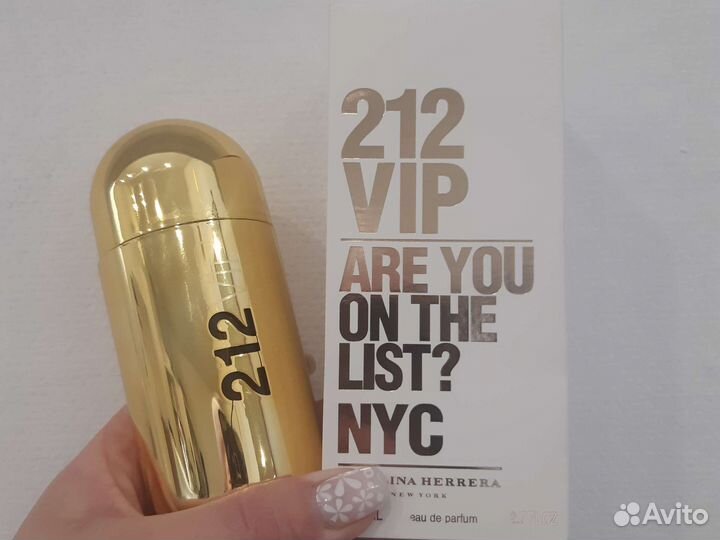 212
212
VIP
ARE YOU
ON THE
LIST?
NYC
INA HERRERA
NEW YORK
eau de parfum
Avito